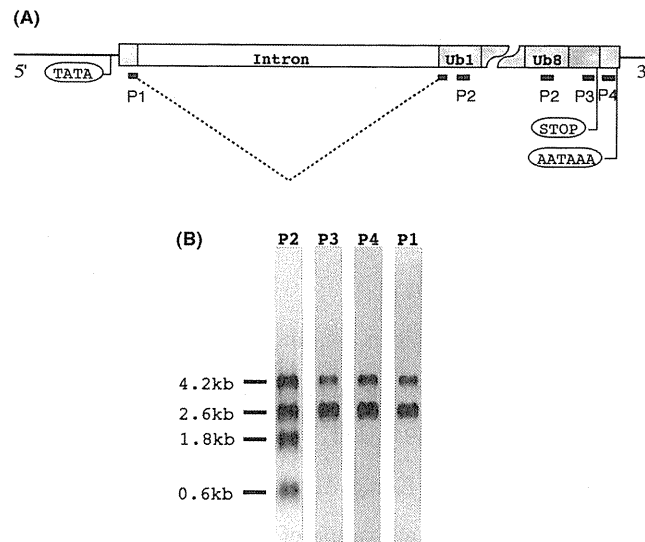 (A)
Intron Ub1 Ub8
5' TATA P1 P2 P2 P3 P4 3
STOP
AATAAA
(B) P2 P3 P4 P1
4.2kb
2.6kb
1.8kb
0.6kb